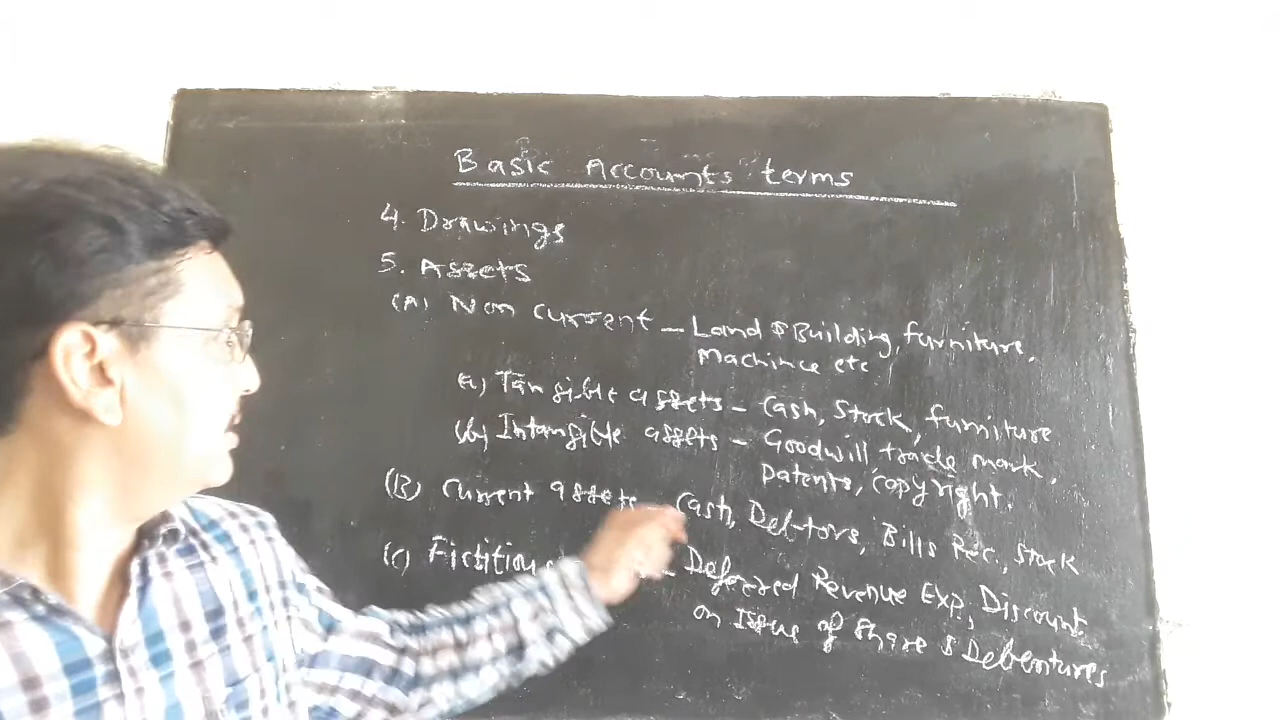 Basic Accounts terms
4. Drawings
5. Assets
(A) Non current – Land & Building, furniture,
Machince etc
(a) Tangible assets – Cash, Stock, furniture
(b) Intangible assets – Goodwill, trade mark,
Patents, Copyright.
(B) Current assets – Cash, Debtors, Bills Rec., Stock
(C) Fictitious – Deferred Revenue Exp., Discount
on Issue of Share & Debentures